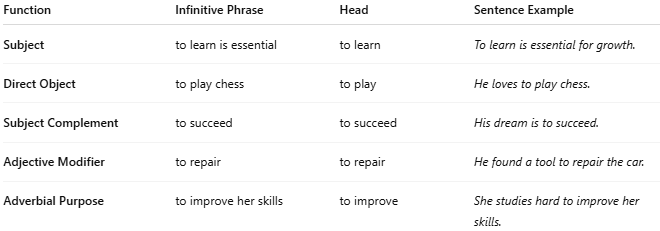 Function Infinitive Phrase Head Sentence Example
Subject to learn is essential to learn To learn is essential for growth.
Direct Object to play chess to play He loves to play chess.
Subject Complement to succeed to succeed His dream is to succeed.
Adjective Modifier to repair to repair He found a tool to repair the car.
Adverbial Purpose to improve her skills to improve She studies hard to improve her
skills.